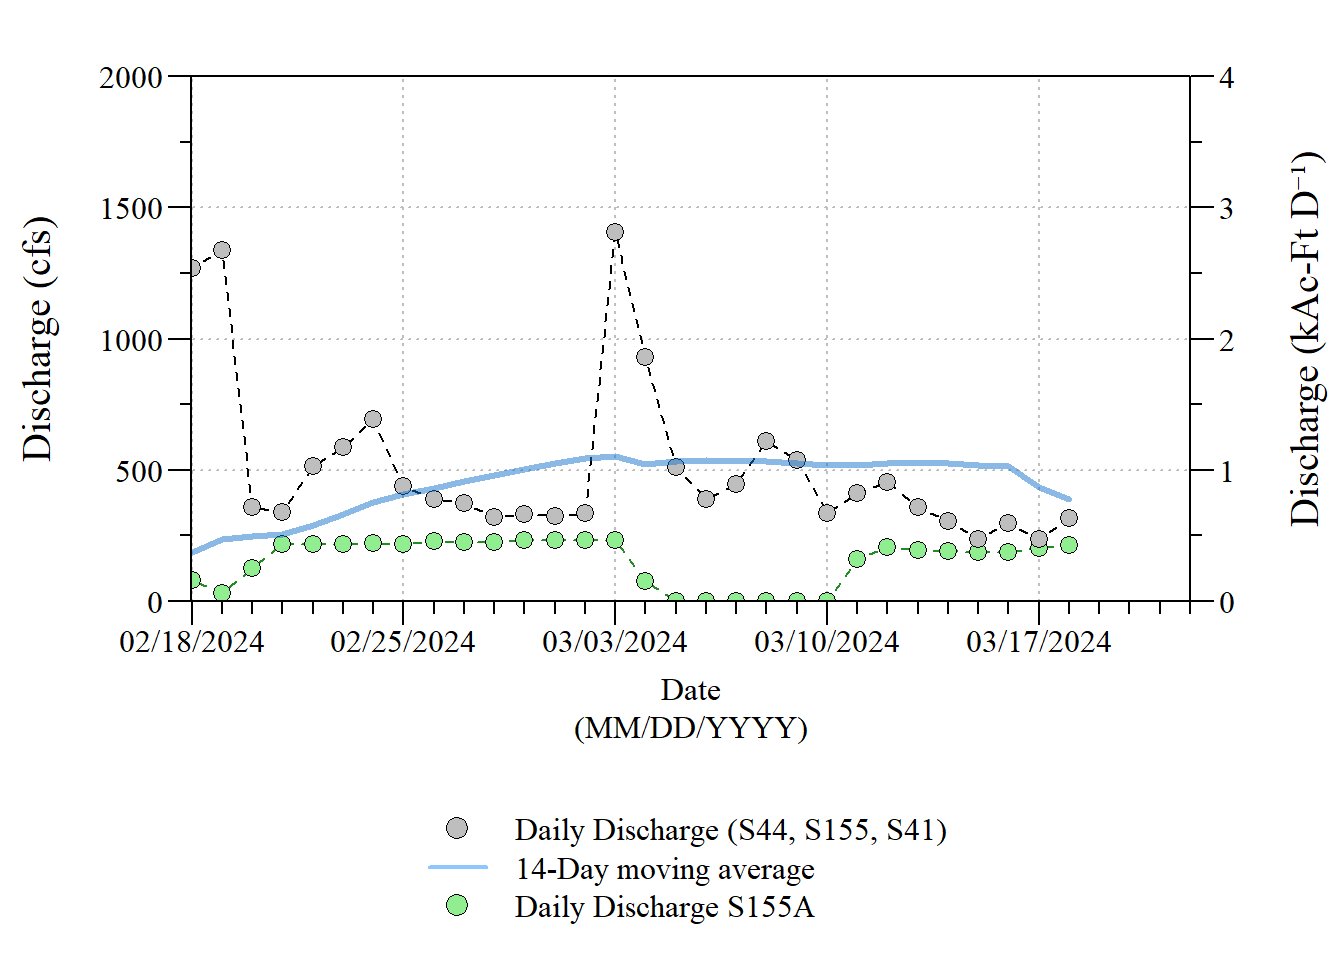 2000
1500
1000
500
0
4
3
2
1
0
Discharge (cfs)
Discharge (kAc-Ft D⁻¹)
02/18/2024 02/25/2024 03/03/2024 03/10/2024 03/17/2024
Date
(MM/DD/YYYY)
Daily Discharge (S44, S155, S41)
14-Day moving average
Daily Discharge S155A